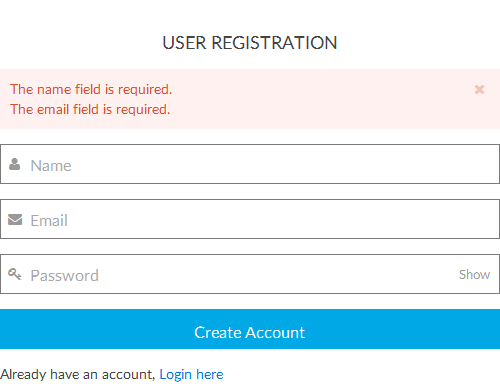 USER REGISTRATION
The name field is required.
The email field is required.
Name
Email
Password Show
Create Account
Already have an account, Login here